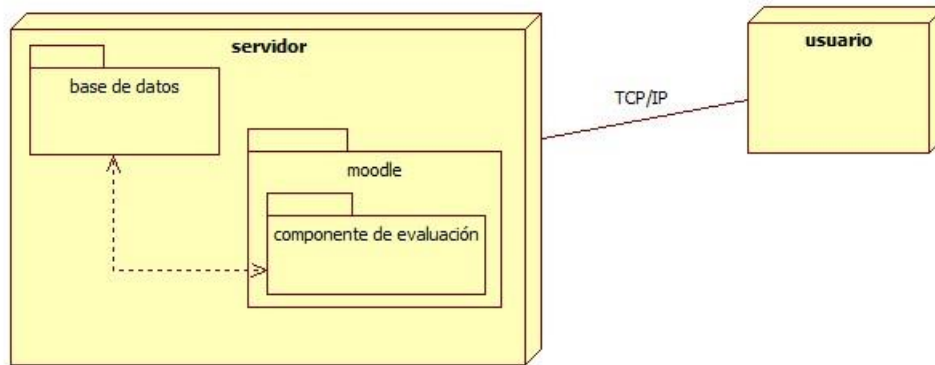 servidor
base de datos
moodle
componente de evaluación
TCP/IP
usuario